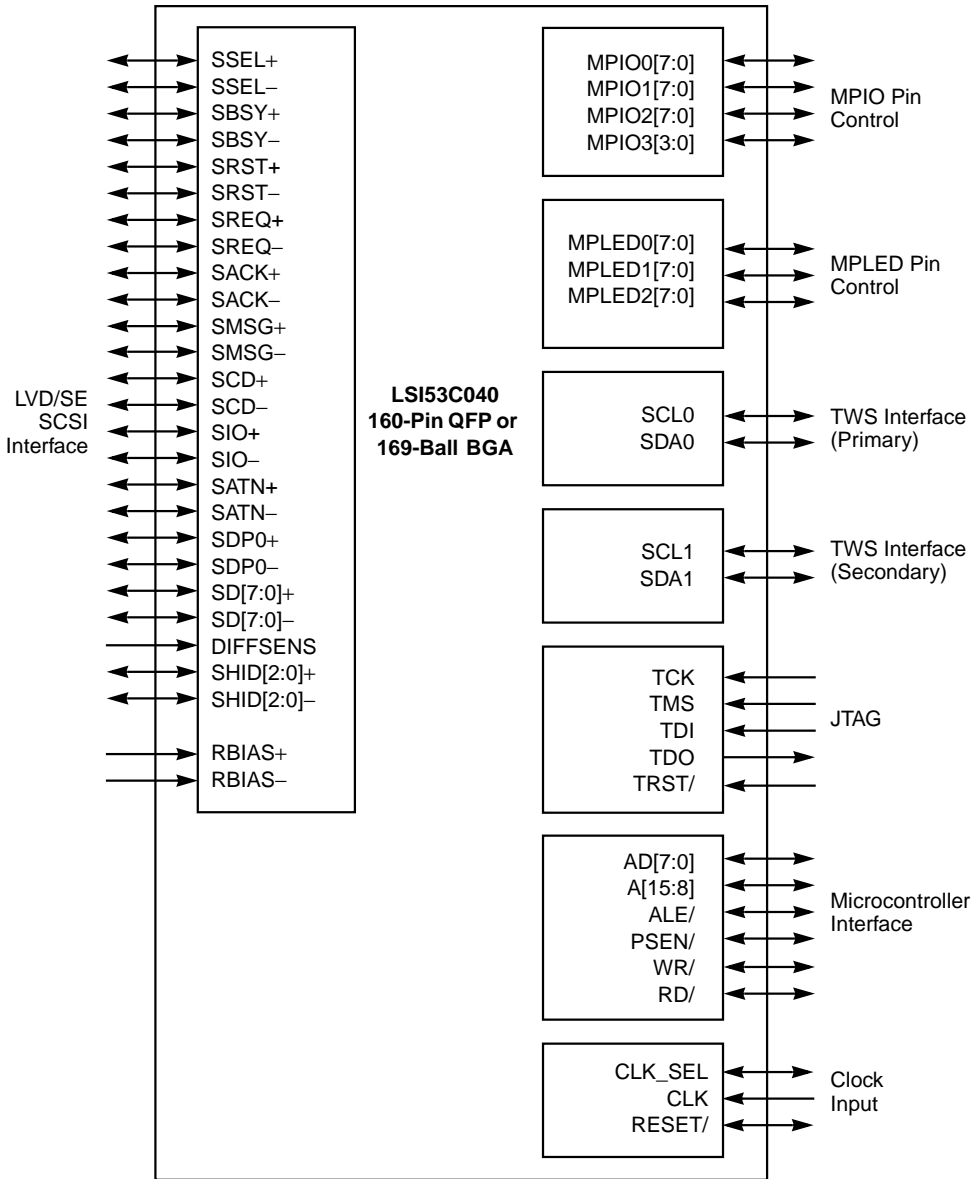 SSEL+
SSEL−
SBSY+
SBSY−
SRST+
SRST−
SREQ+
SREQ−
SACK+
SACK−
SMSG+
SMSG−
SCD+
SCD−
SIO+
SIO−
SATN+
SATN−
SDP0+
SDP0−
SD[7:0]+
SD[7:0]−
DIFFSENS
SHID[2:0]+
SHID[2:0]−
RBIAS+
RBIAS−
LVD/SE
SCSI
Interface
LSI53C040
160-Pin QFP or
169-Ball BGA
MPIO0[7:0]
MPIO1[7:0]
MPIO2[7:0]
MPIO3[3:0]
MPIO Pin
Control
MPLED0[7:0]
MPLED1[7:0]
MPLED2[7:0]
MPLED Pin
Control
SCL0
SDA0
TWS Interface
(Primary)
SCL1
SDA1
TWS Interface
(Secondary)
TCK
TMS
TDI
TDO
TRST/
JTAG
AD[7:0]
A[15:8]
ALE/
PSEN/
WR/
RD/
Microcontroller
Interface
CLK_SEL
CLK
RESET/
Clock
Input